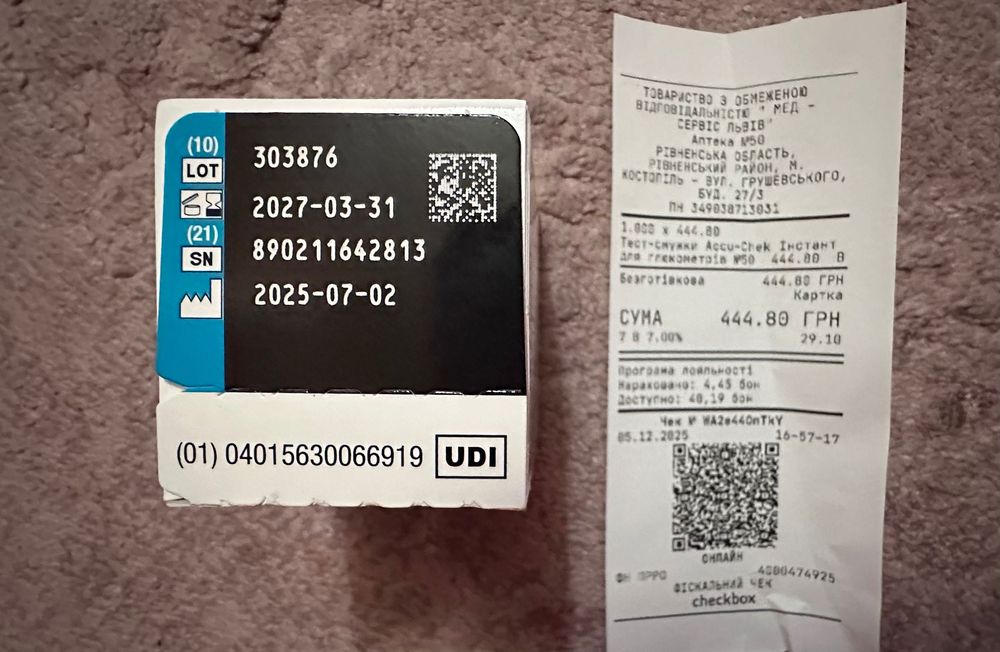 (10)
LOT
303876
2027-03-31
(21)
SN
890211642813
2025-07-02
(01) 04015630066919 UDI
ТОВАРИСТВО З ОБМЕЖЕНОЮ
ВІДПОВІДАЛЬНІСТЮ " МЕД -
СЕРВІС ЛЬВІВ"
Аптека №50
РІВНЕНСЬКА ОБЛАСТЬ,
РІВНЕНСЬКИЙ РАЙОН, М.
КОСТОПІЛЬ - ВУЛ. ГРУШЕВСЬКОГО,
БУД. 27/3
ПН 349038713031
1.000 x 444.80
Тест-смужки Accu-Chek Інстант
для глюкометрів №50 444.80 В
Безготівкова 444.80 ГРН
Картка
СУМА 444.80 ГРН
7 В 7.00% 29.10
Програма лояльності
Нараховано: 4,45 бон
Доступно: 40,19 бон
Чек № WA2e44OnTkY
05.12.2025 16-57-17
ОНЛАЙН
ФН ПРРО 4000474925
ФІСКАЛЬНИЙ ЧЕК
checkbox